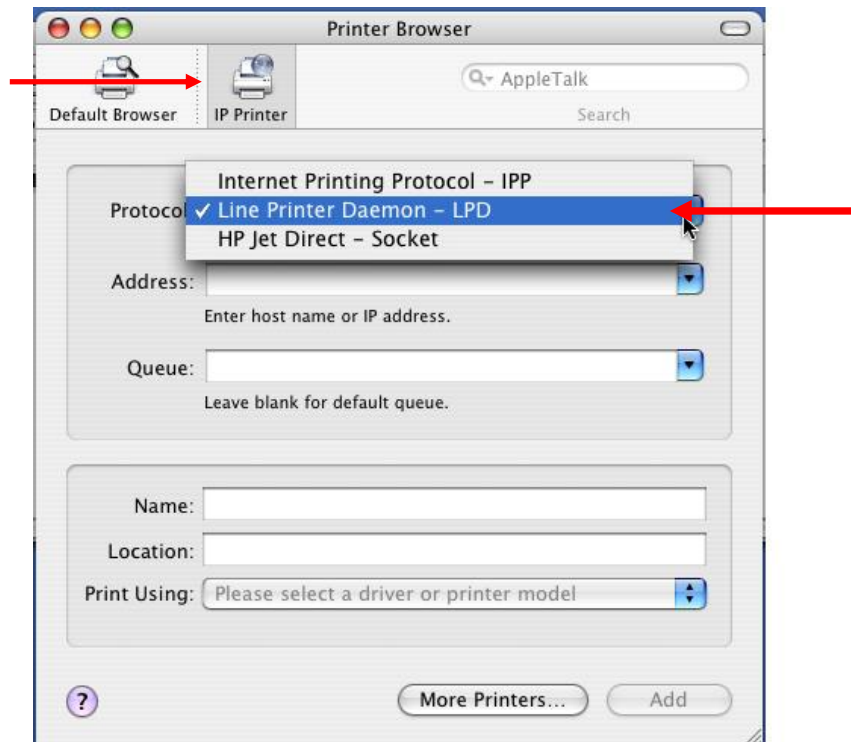 Printer Browser
AppleTalk
Default Browser
IP Printer
Search
Internet Printing Protocol – IPP
Protocol
✓ Line Printer Daemon – LPD
HP Jet Direct – Socket
Address:
Enter host name or IP address.
Queue:
Leave blank for default queue.
Name:
Location:
Print Using: Please select a driver or printer model
? More Printers... Add